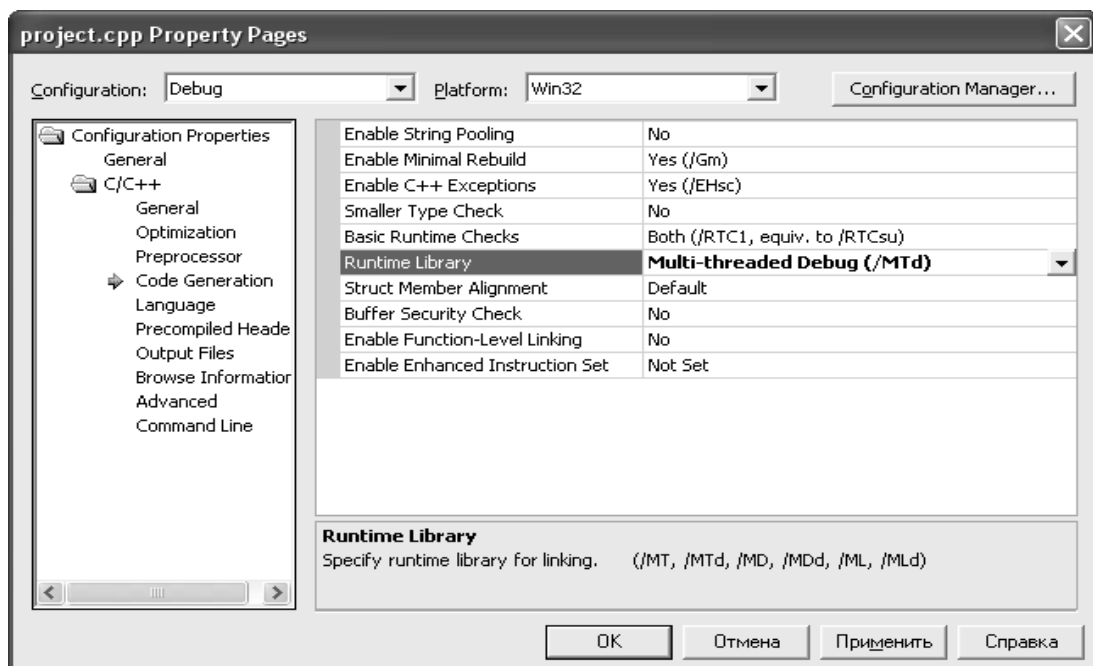 project.cpp Property Pages
Configuration: Debug Platform: Win32 Configuration Manager...
Configuration Properties
General
C/C++
General
Optimization
Preprocessor
Code Generation
Language
Precompiled Heade
Output Files
Browse Information
Advanced
Command Line
Enable String Pooling No
Enable Minimal Rebuild Yes (/Gm)
Enable C++ Exceptions Yes (/EHsc)
Smaller Type Check No
Basic Runtime Checks Both (/RTC1, equiv. to /RTCsu)
Runtime Library Multi-threaded Debug (/MTd)
Struct Member Alignment Default
Buffer Security Check No
Enable Function-Level Linking No
Enable Enhanced Instruction Set Not Set
Runtime Library
Specify runtime library for linking. (/MT, /MTd, /MD, /MDd, /ML, /MLd)
OK Отмена Применить Справка